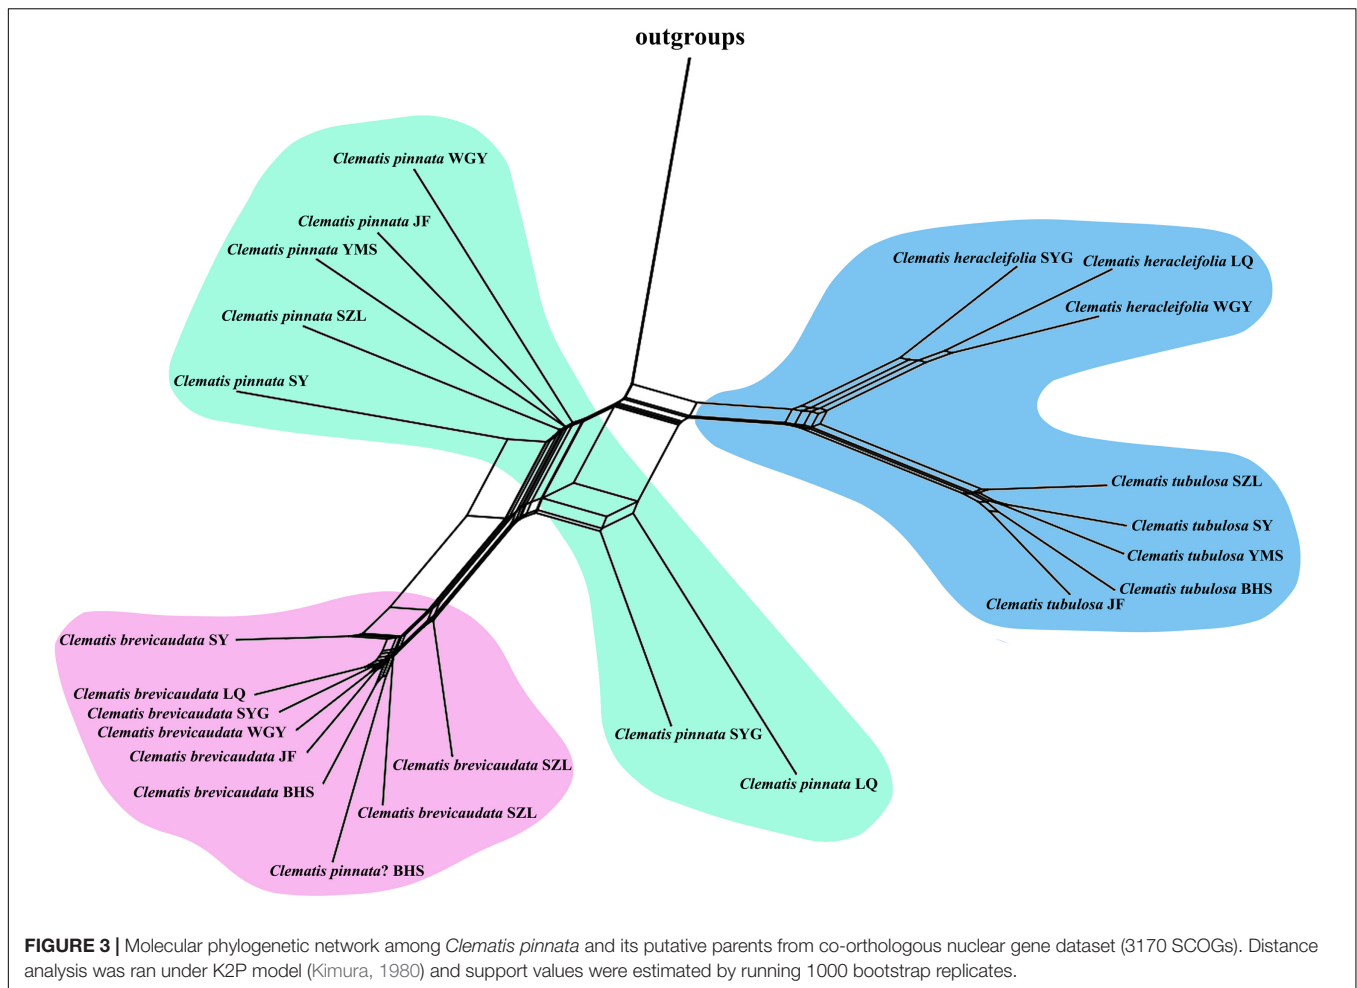 outgroups
Clematis pinnata WGY
Clematis pinnata JF
Clematis pinnata YMS
Clematis pinnata SZL
Clematis pinnata SY
Clematis heracleifolia SYG
Clematis heracleifolia LQ
Clematis heracleifolia WGY
Clematis tubulosa SZL
Clematis tubulosa SY
Clematis tubulosa YMS
Clematis tubulosa BHS
Clematis tubulosa JF
Clematis brevicaudata SY
Clematis brevicaudata LQ
Clematis brevicaudata SYG
Clematis brevicaudata WGY
Clematis brevicaudata JF
Clematis brevicaudata BHS
Clematis brevicaudata SZL
Clematis brevicaudata SZL
Clematis pinnata? BHS
Clematis pinnata SYG
Clematis pinnata LQ
FIGURE 3 | Molecular phylogenetic network among Clematis pinnata and its putative parents from co-orthologous nuclear gene dataset (3170 SCOGs). Distance
analysis was ran under K2P model (Kimura, 1980) and support values were estimated by running 1000 bootstrap replicates.